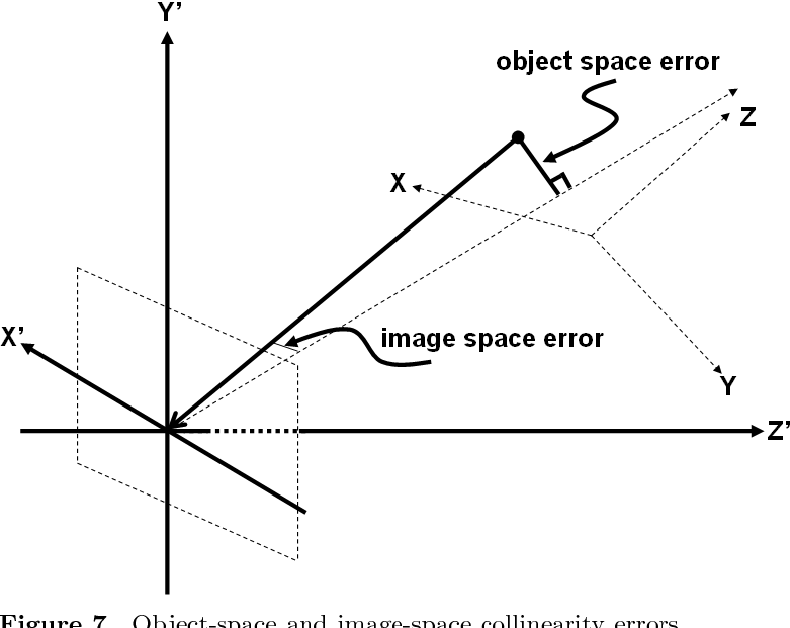 Y'
object space error
Z
X
X'
image space error
Y
Z'
Figure 7 Object-space and image-space collinearity errors